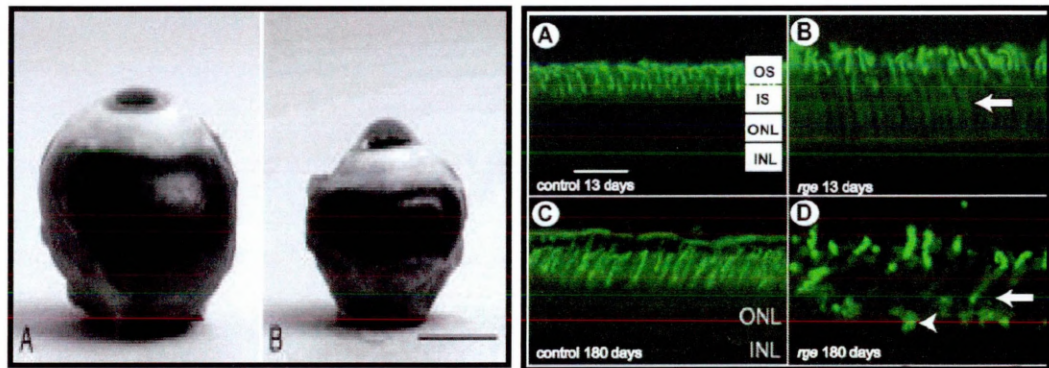 A
B
A
OS
IS
ONL
INL
control 13 days
B
rge 13 days
C
ONL
INL
control 180 days
D
rge 180 days